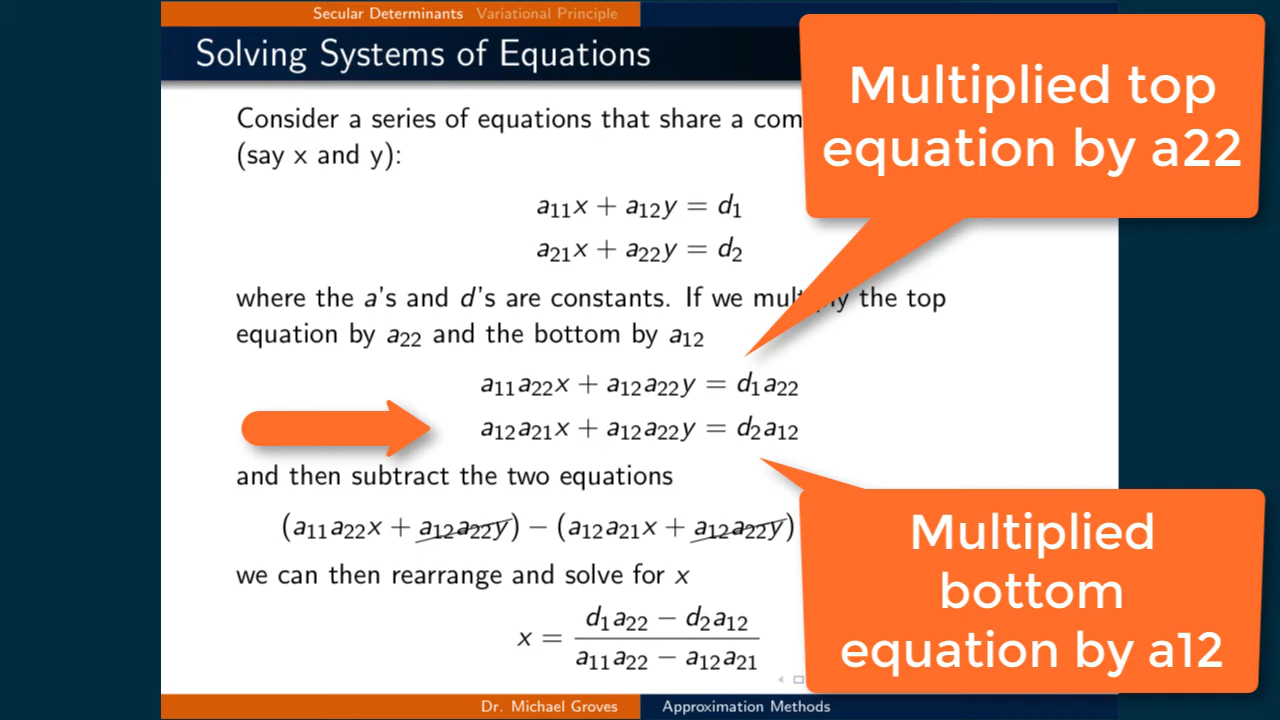 Secular Determinants Variational Principle
Solving Systems of Equations
Multiplied top
equation by a22
Consider a series of equations that share a com
(say x and y):
a₁₁x + a₁₂y = d₁
a₂₁x + a₂₂y = d₂
where the a's and d's are constants. If we multiply the top
equation by a₂₂ and the bottom by a₁₂
a₁₁a₂₂x + a₁₂a₂₂y = d₁a₂₂
a₁₂a₂₁x + a₁₂a₂₂y = d₂a₁₂
and then subtract the two equations
(a₁₁a₂₂x + a₁₂a₂₂y) − (a₁₂a₂₁x + a₁₂a₂₂y)
we can then rearrange and solve for x
x = (d₁a₂₂ − d₂a₁₂) / (a₁₁a₂₂ − a₁₂a₂₁)
Multiplied
bottom
equation by a12
Dr. Michael Groves Approximation Methods